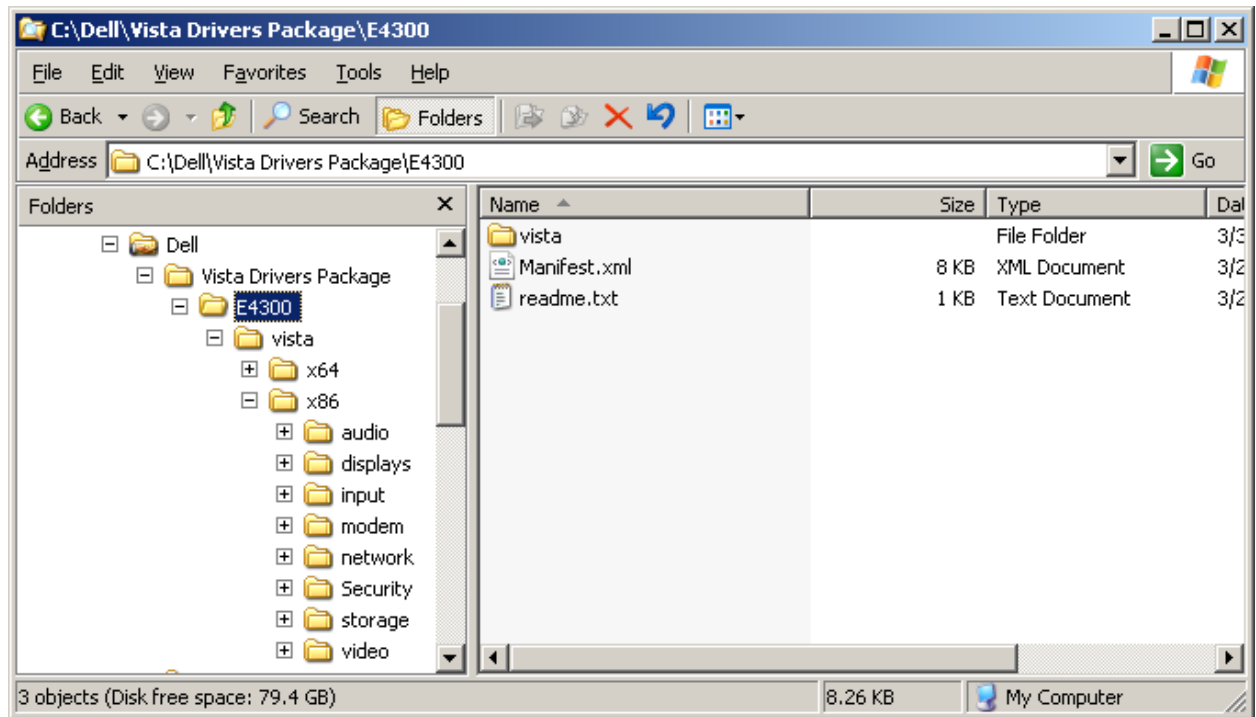 C:\Dell\Vista Drivers Package\E4300
File Edit View Favorites Tools Help
Back Search Folders
Address C:\Dell\Vista Drivers Package\E4300 Go
Folders
Dell
Vista Drivers Package
E4300
vista
x64
x86
audio
displays
input
modem
network
Security
storage
video
Name Size Type
vista File Folder
Manifest.xml 8 KB XML Document
readme.txt 1 KB Text Document
3 objects (Disk free space: 79.4 GB) 8.26 KB My Computer